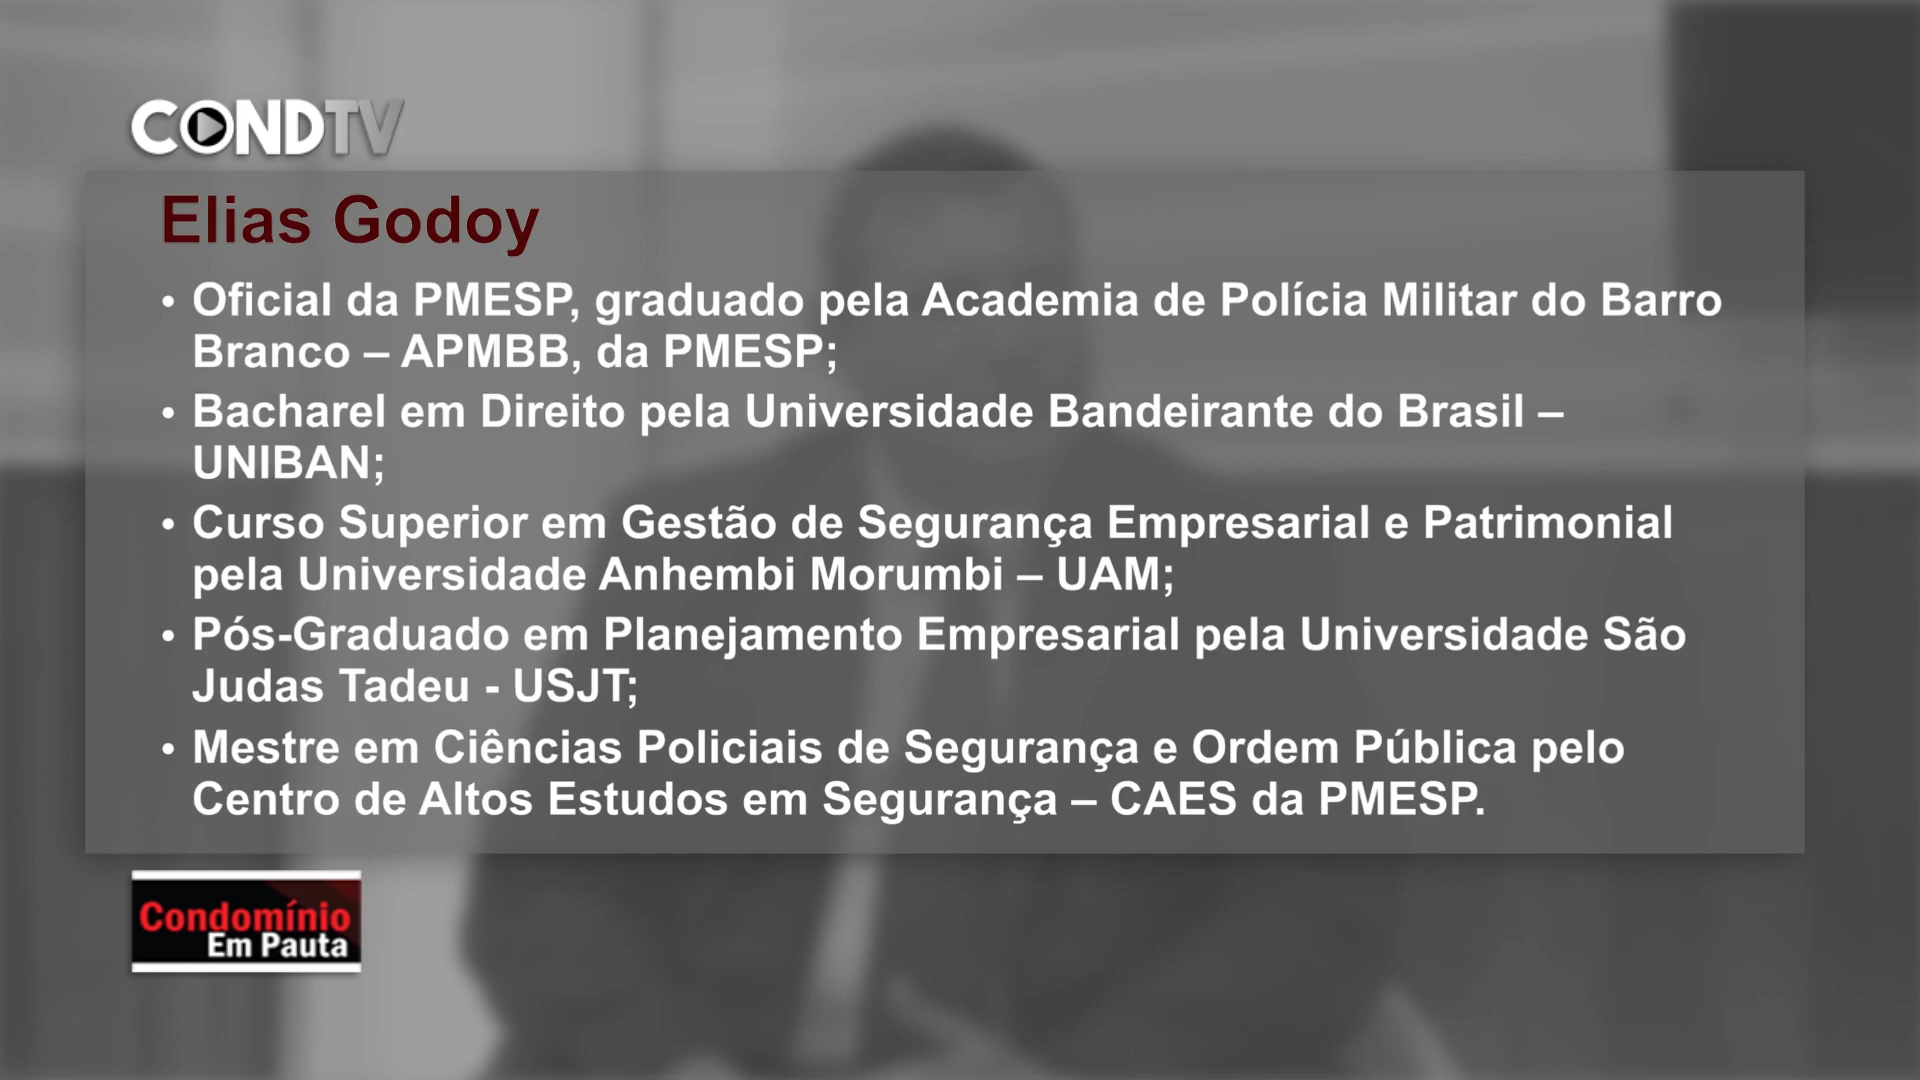 CONDTV
Elias Godoy
• Oficial da PMESP, graduado pela Academia de Polícia Militar do Barro
Branco – APMBB, da PMESP;
• Bacharel em Direito pela Universidade Bandeirante do Brasil –
UNIBAN;
• Curso Superior em Gestão de Segurança Empresarial e Patrimonial
pela Universidade Anhembi Morumbi – UAM;
• Pós-Graduado em Planejamento Empresarial pela Universidade São
Judas Tadeu - USJT;
• Mestre em Ciências Policiais de Segurança e Ordem Pública pelo
Centro de Altos Estudos em Segurança – CAES da PMESP.
Condomínio
Em Pauta